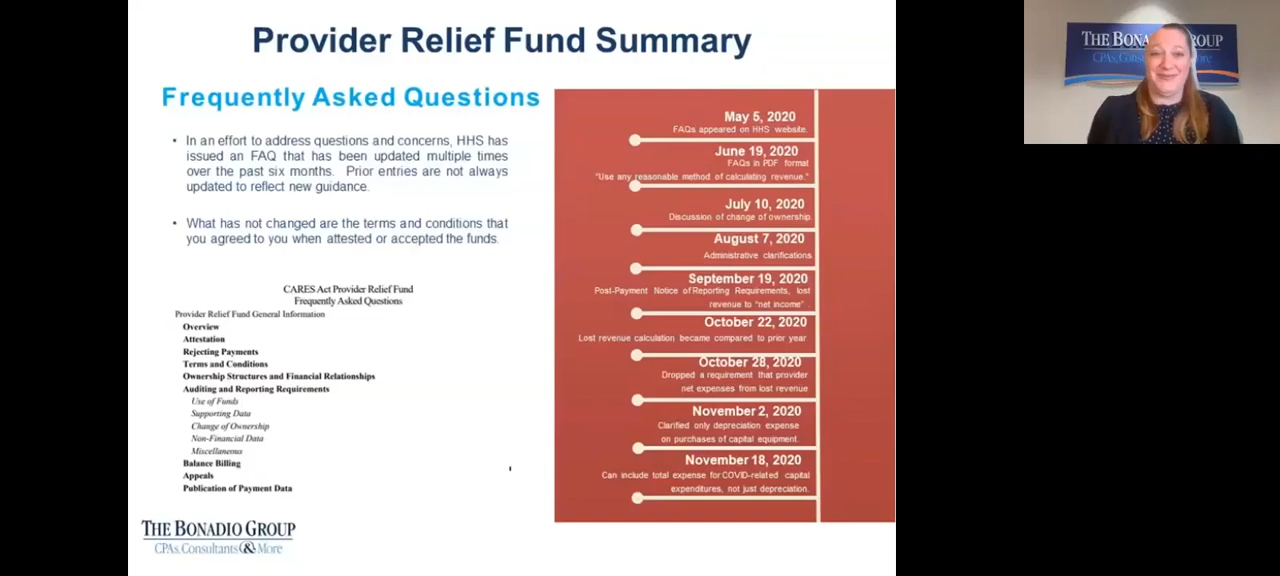 Provider Relief Fund Summary
Frequently Asked Questions
• In an effort to address questions and concerns, HHS has
issued an FAQ that has been updated multiple times
over the past six months. Prior entries are not always
updated to reflect new guidance.
• What has not changed are the terms and conditions that
you agreed to you when attested or accepted the funds.
CARES Act Provider Relief Fund
Frequently Asked Questions
Provider Relief Fund General Information
Overview
Attestation
Rejecting Payments
Terms and Conditions
Ownership Structures and Financial Relationships
Auditing and Reporting Requirements
Use of Funds
Supporting Data
Change of Ownership
Non-Financial Data
Miscellaneous
Balance Billing
Appeals
Publication of Payment Data
THE BONADIO GROUP
CPAs, Consultants & More
May 5, 2020
FAQs appeared on HHS website.
June 19, 2020
FAQs in PDF format
"Use any reasonable method of calculating revenue."
July 10, 2020
Discussion of change of ownership.
August 7, 2020
Administrative clarifications
September 19, 2020
Post-Payment Notice of Reporting Requirements, lost
revenue to "net income".
October 22, 2020
Lost revenue calculation became compared to prior year
October 28, 2020
Dropped a requirement that provider
net expenses from lost revenue
November 2, 2020
Clarified only depreciation expense
on purchases of capital equipment.
November 18, 2020
Can include total expense for COVID-related capital
expenditures, not just depreciation.
THE BONA OUP
CPAs, Cons More